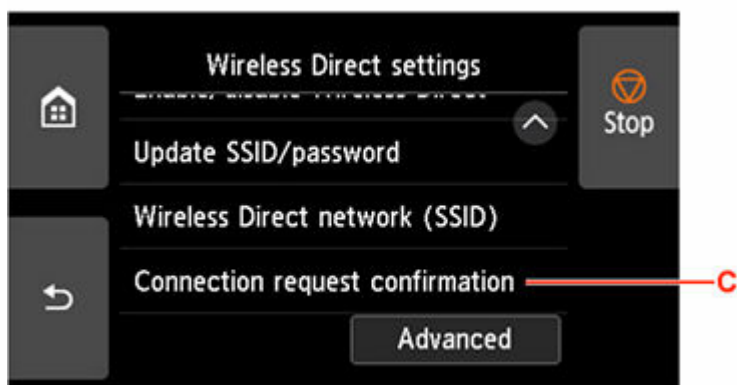 Wireless Direct settings
Stop
Update SSID/password
Wireless Direct network (SSID)
Connection request confirmation
C
Advanced